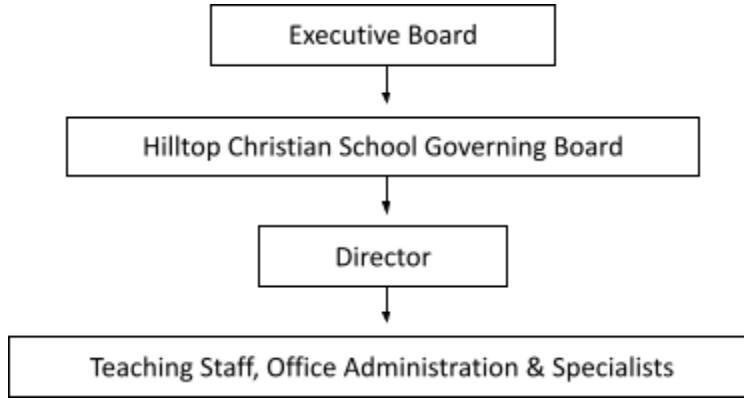 Executive Board
Hilltop Christian School Governing Board
Director
Teaching Staff, Office Administration & Specialists